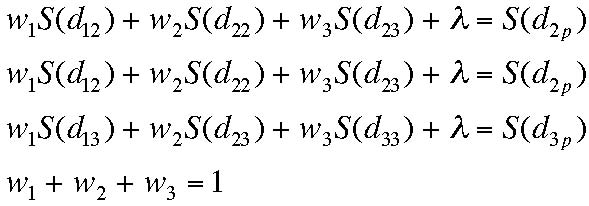 w₁S(d₁₂) + w₂S(d₂₂) + w₃S(d₂₃) + λ = S(d₂ₚ)
w₁S(d₁₂) + w₂S(d₂₂) + w₃S(d₂₃) + λ = S(d₂ₚ)
w₁S(d₁₃) + w₂S(d₂₃) + w₃S(d₃₃) + λ = S(d₃ₚ)
w₁ + w₂ + w₃ = 1